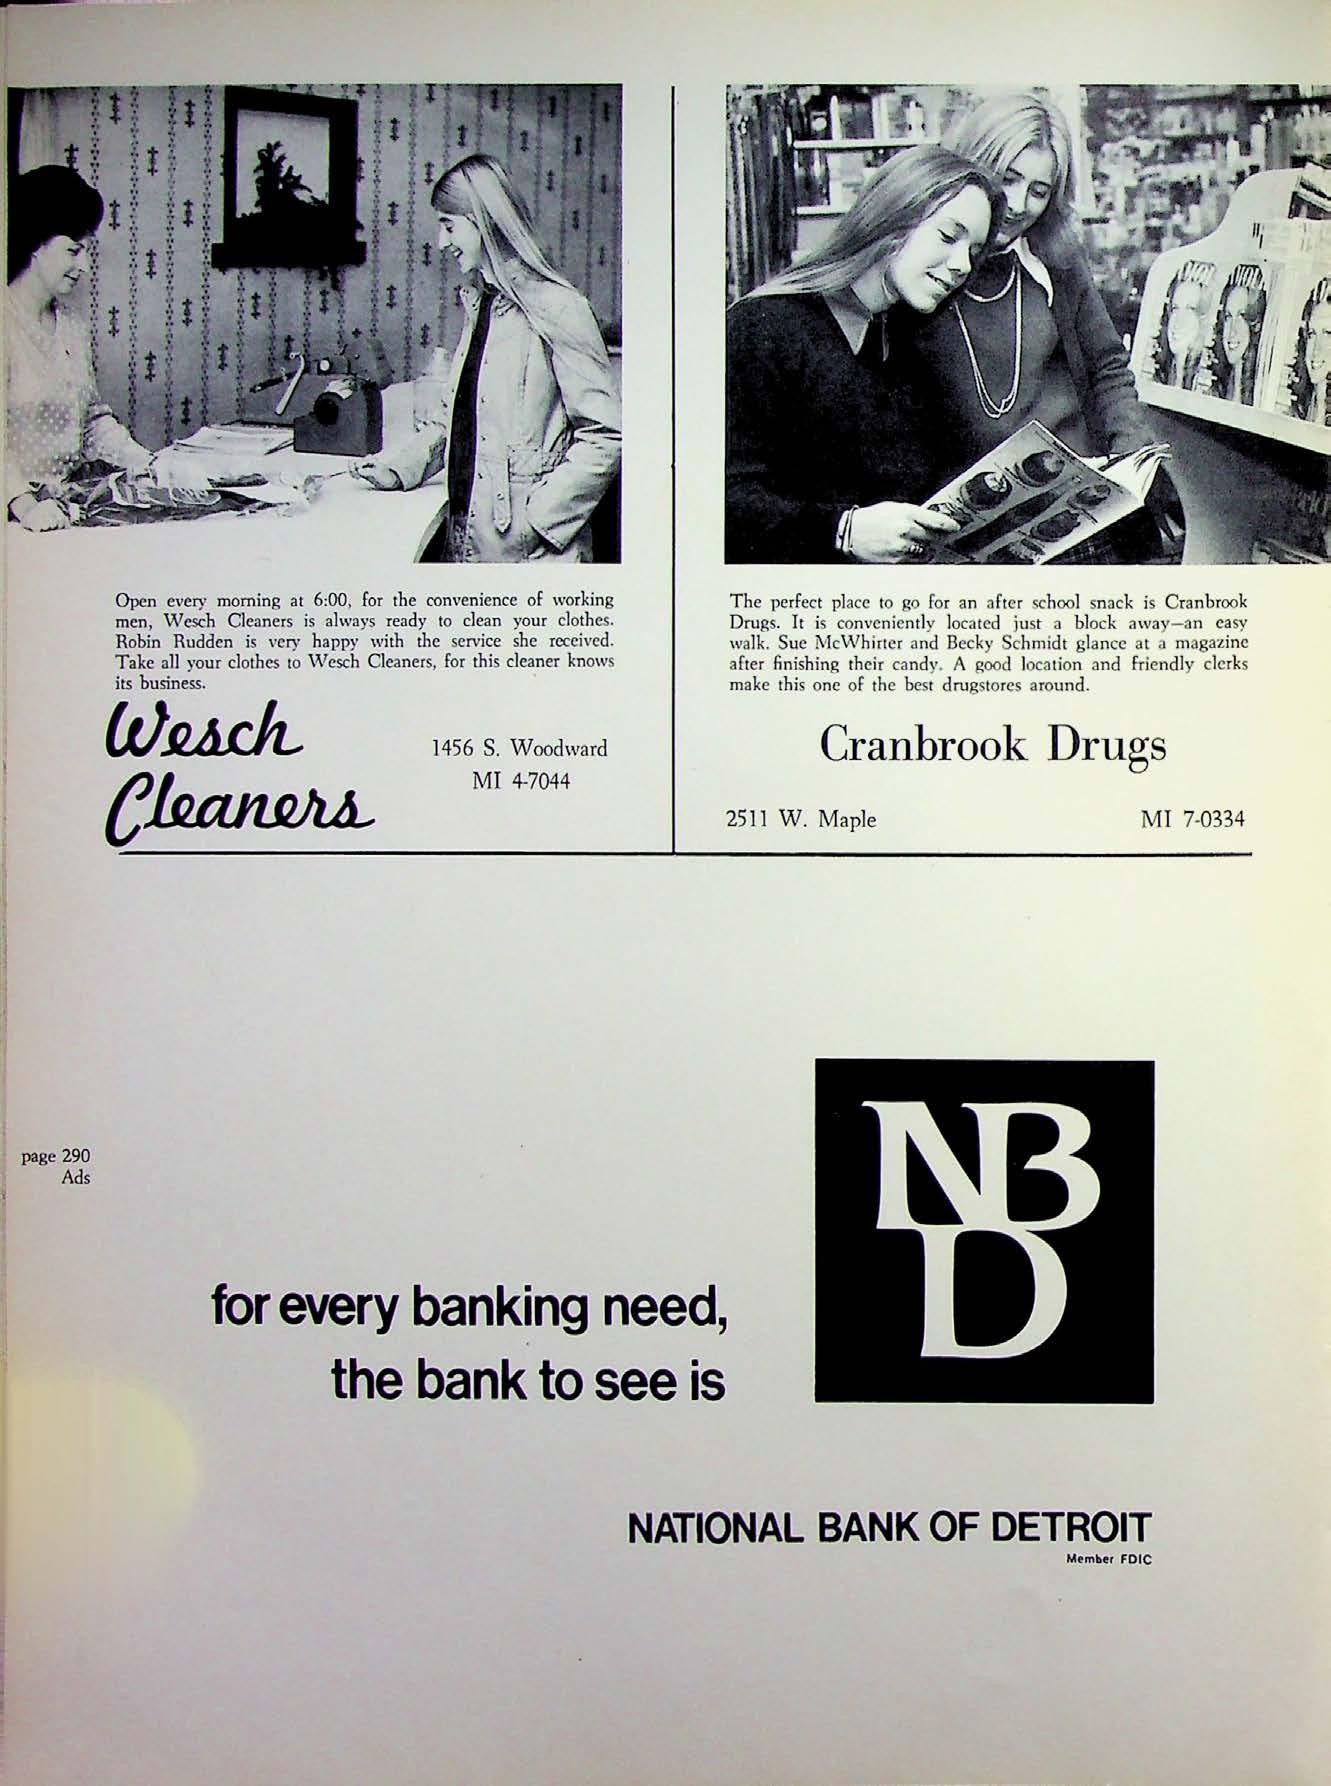 Open every morning at 6:00, for the convenience of working
men, Wesch Cleaners is always ready to clean your clothes.
Robin Rudden is very happy with the service she received.
Take all your clothes to Wesch Cleaners, for this cleaner knows
its business.
Wesch
Cleaners
1456 S. Woodward
MI 4-7044
The perfect place to go for an after school snack is Cranbrook
Drugs. It is conveniently located just a block away—an easy
walk. Sue McWhirter and Becky Schmidt glance at a magazine
after finishing their candy. A good location and friendly clerks
make this one of the best drugstores around.
Cranbrook Drugs
2511 W. Maple
MI 7-0334
page 290
Ads
NB
D
for every banking need,
the bank to see is
NATIONAL BANK OF DETROIT
Member FDIC